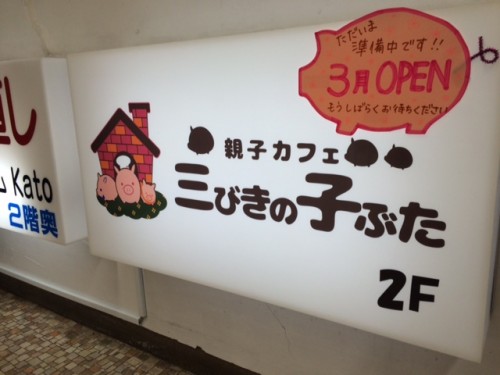 ただいま
準備中です!!
3月 OPEN
もうしばらくお待ちください
親子カフェ
三びきの子ぶた
2F
直し
Kato
2階奥